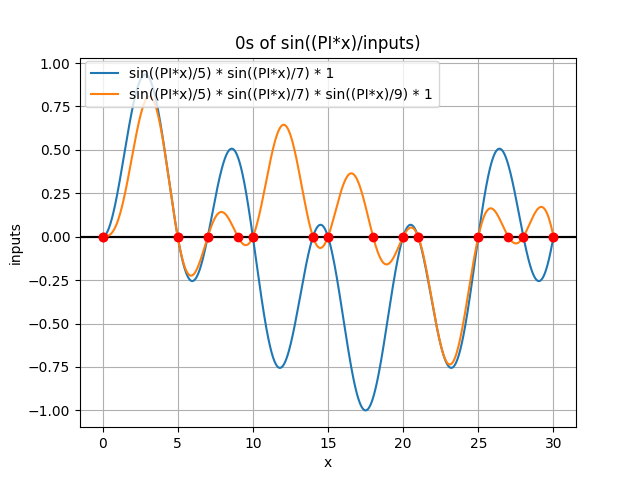 0s of sin((PI*x)/inputs)
sin((PI*x)/5) * sin((PI*x)/7) * 1
sin((PI*x)/5) * sin((PI*x)/7) * sin((PI*x)/9) * 1
1.00
0.75
0.50
0.25
0.00
−0.25
−0.50
−0.75
−1.00
inputs
0 5 10 15 20 25 30
x